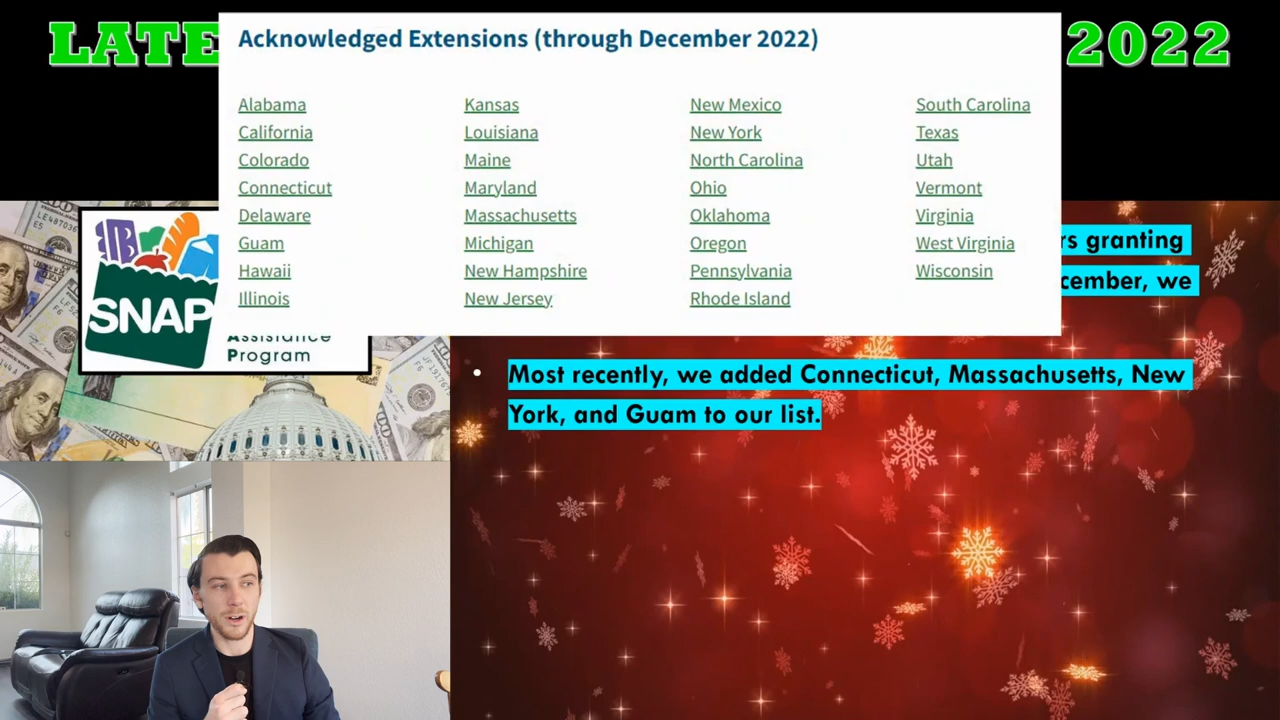 LATE
2022
Acknowledged Extensions (through December 2022)
Alabama
California
Colorado
Connecticut
Delaware
Guam
Hawaii
Illinois
Kansas
Louisiana
Maine
Maryland
Massachusetts
Michigan
New Hampshire
New Jersey
New Mexico
New York
North Carolina
Ohio
Oklahoma
Oregon
Pennsylvania
Rhode Island
South Carolina
Texas
Utah
Vermont
Virginia
West Virginia
Wisconsin
SNAP
Assistance
Program
rs granting
cember, we
• Most recently, we added Connecticut, Massachusetts, New
York, and Guam to our list.